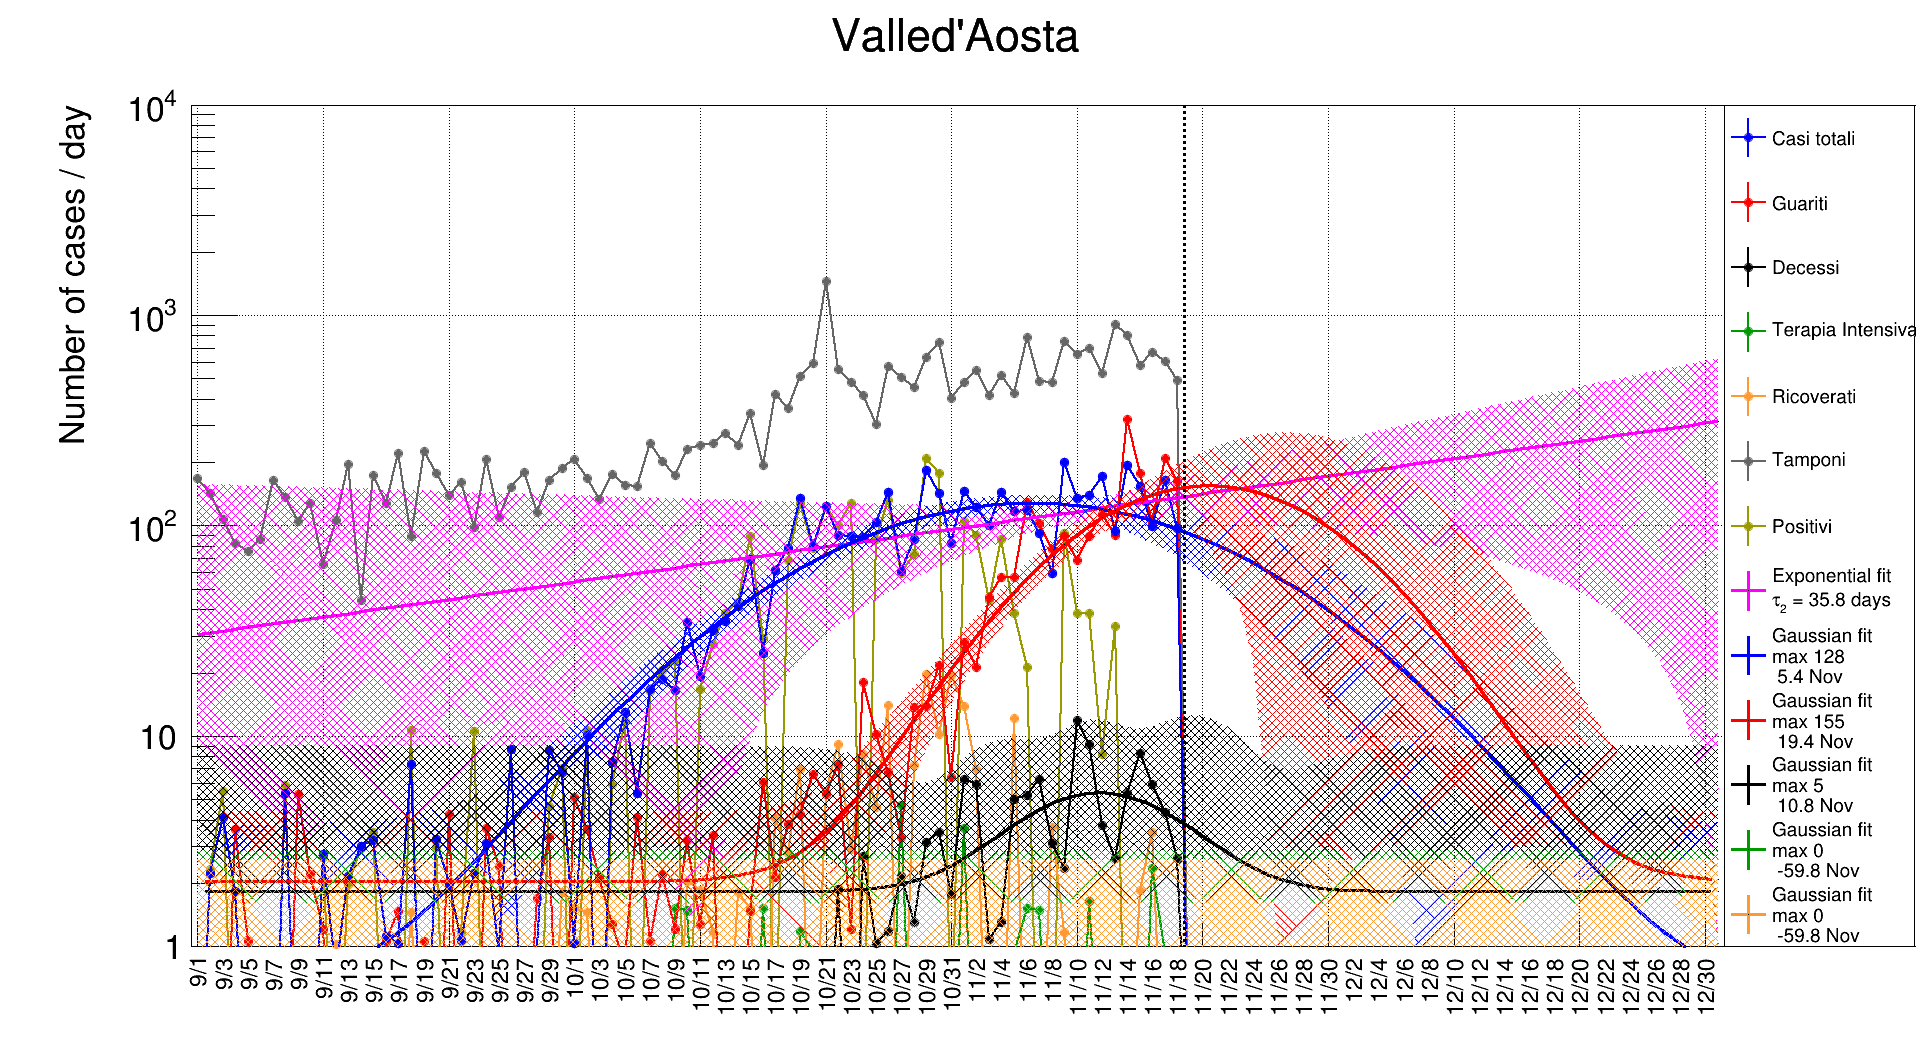 Valled'Aosta
Number of cases / day
10^4
10^3
10^2
10
1
9/1 9/3 9/5 9/7 9/9 9/11 9/13 9/15 9/17 9/19 9/21 9/23 9/25 9/27 9/29 10/1 10/3 10/5 10/7 10/9 10/11 10/13 10/15 10/17 10/19 10/21 10/23 10/25 10/27 10/29 10/31 11/2 11/4 11/6 11/8 11/10 11/12 11/14 11/16 11/18 11/20 11/22 11/24 11/26 11/28 11/30 12/2 12/4 12/6 12/8 12/10 12/12 12/14 12/16 12/18 12/20 12/22 12/24 12/26 12/28 12/30
Casi totali
Guariti
Decessi
Terapia Intensiva
Ricoverati
Tamponi
Positivi
Exponential fit
τ_2 = 35.8 days
Gaussian fit
max 128
5.4 Nov
Gaussian fit
max 155
19.4 Nov
Gaussian fit
max 5
10.8 Nov
Gaussian fit
max 0
-59.8 Nov
Gaussian fit
max 0
-59.8 Nov